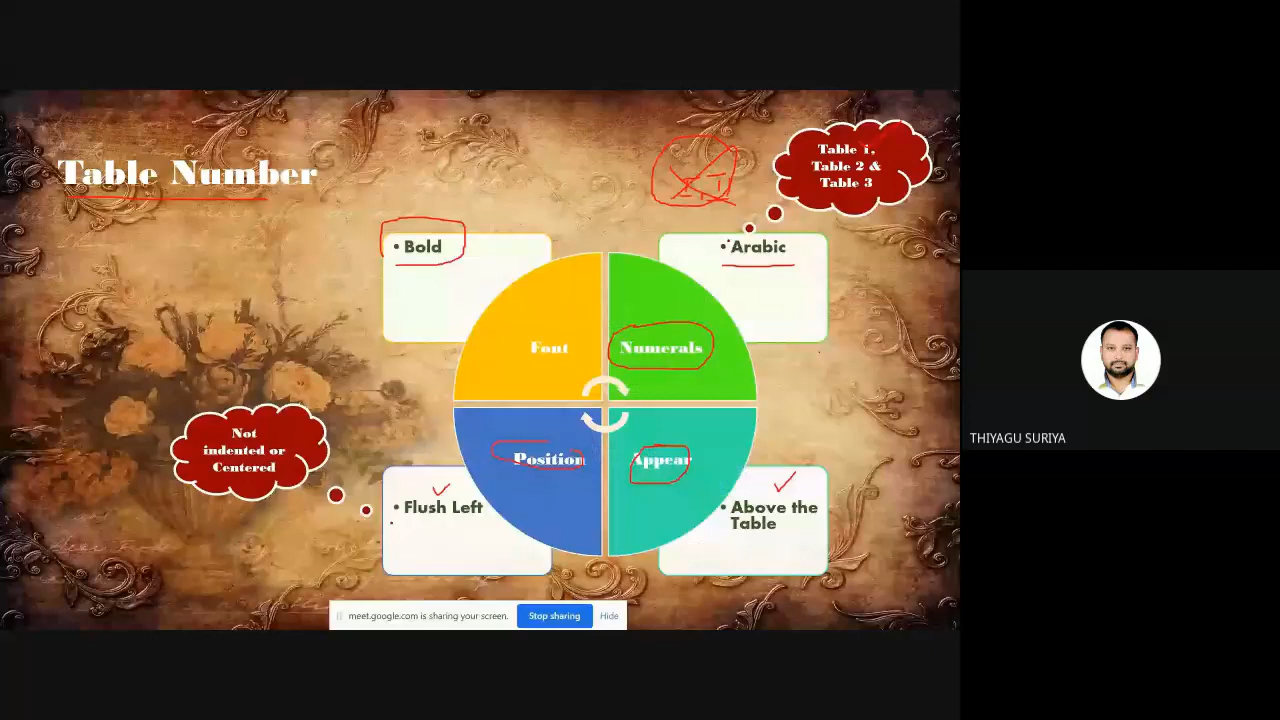 Table Number
Table 1,
Table 2 &
Table 3
• Bold
• Arabic
Font
Numerals
Not
indented or
Centered
Position
Appear
• Flush Left
• Above the
Table
THIYAGU SURIYA
meet.google.com is sharing your screen.
Stop sharing
Hide